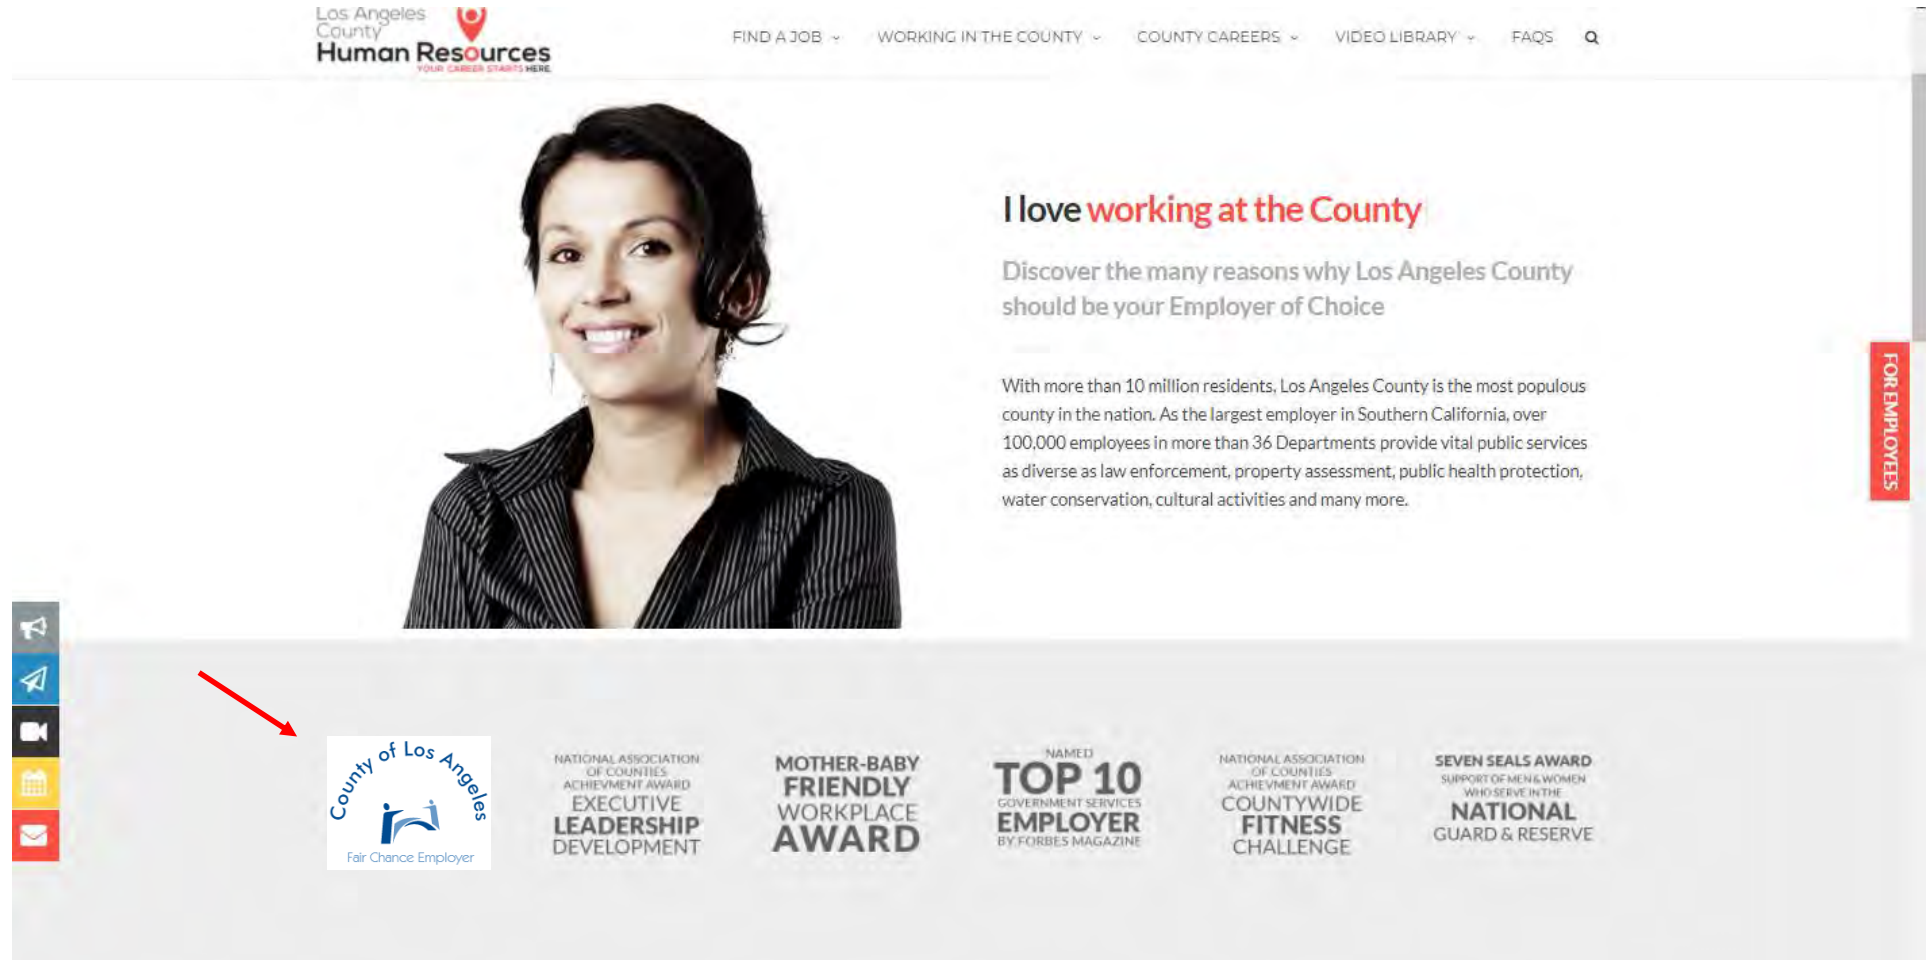 Los Angeles
County
Human Resources
YOUR CAREER STARTS HERE
FIND A JOB
WORKING IN THE COUNTY
COUNTY CAREERS
VIDEO LIBRARY
FAQS
I love working at the County
Discover the many reasons why Los Angeles County
should be your Employer of Choice
With more than 10 million residents, Los Angeles County is the most populous
county in the nation. As the largest employer in Southern California, over
100,000 employees in more than 36 Departments provide vital public services
as diverse as law enforcement, property assessment, public health protection,
water conservation, cultural activities and many more.
FOR EMPLOYEES
County of Los Angeles
Fair Chance Employer
NATIONAL ASSOCIATION
OF COUNTIES
ACHIEVMENT AWARD
EXECUTIVE
LEADERSHIP
DEVELOPMENT
MOTHER-BABY
FRIENDLY
WORKPLACE
AWARD
NAMED
TOP 10
GOVERNMENT SERVICES
EMPLOYER
BY FORBES MAGAZINE
NATIONAL ASSOCIATION
OF COUNTIES
ACHIEVMENT AWARD
COUNTYWIDE
FITNESS
CHALLENGE
SEVEN SEALS AWARD
SUPPORT OF MEN & WOMEN
WHO SERVE IN THE
NATIONAL
GUARD & RESERVE